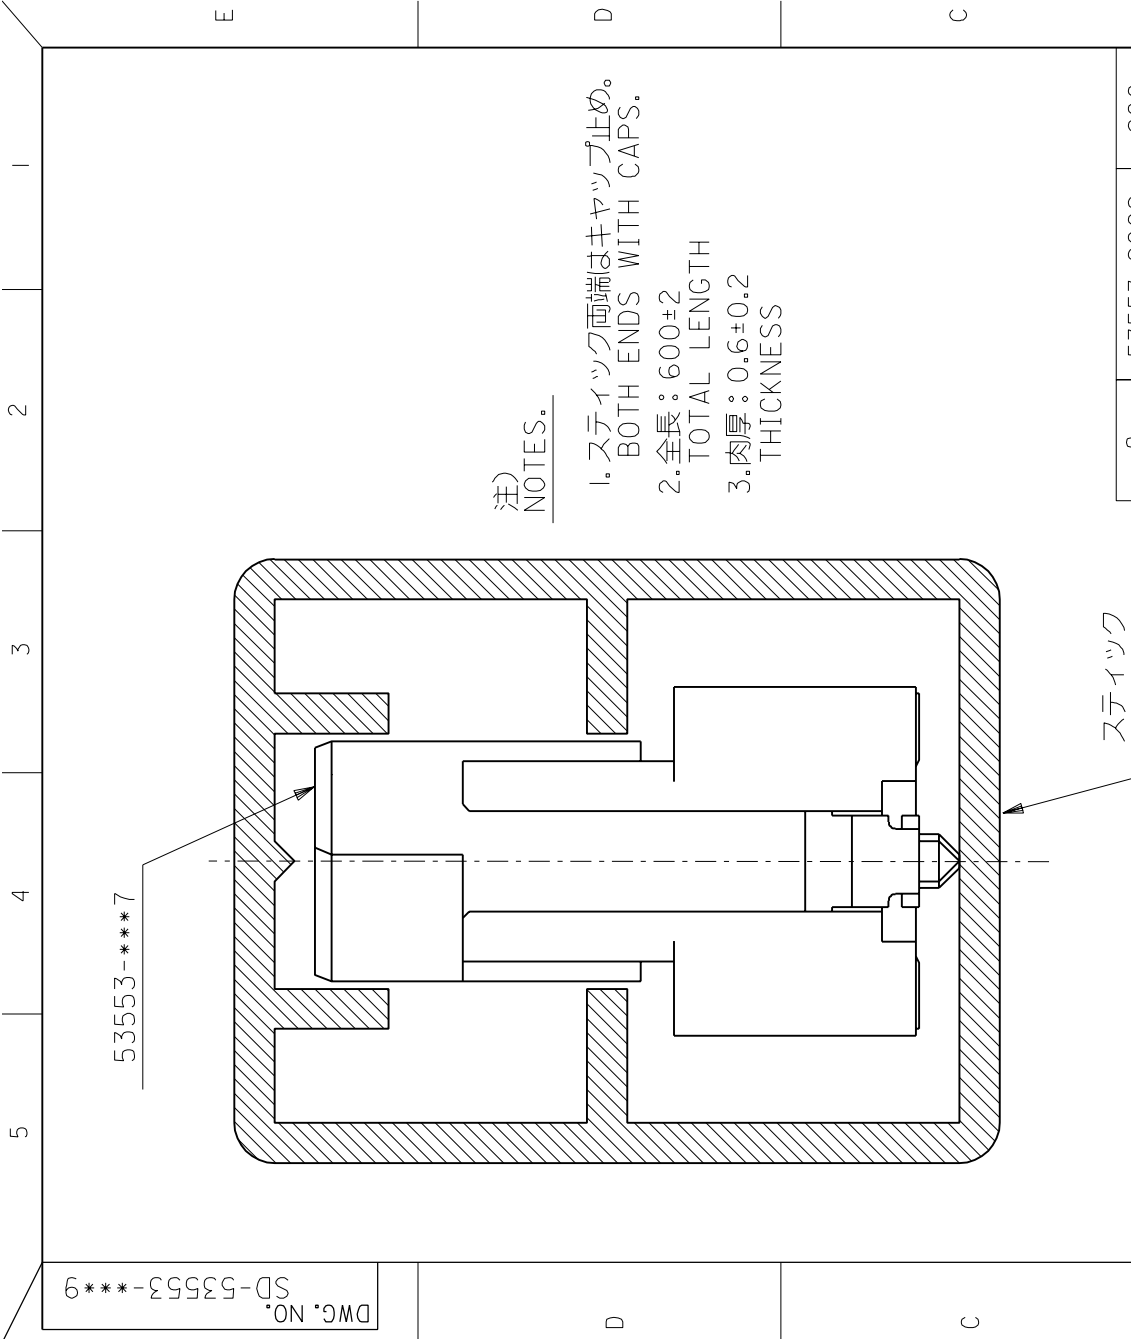 E
D
C
1
2
3
4
5
注)
NOTES.
1. スティック両端はキャップ止め。
BOTH ENDS WITH CAPS.
2. 全長：600±2
TOTAL LENGTH
3. 肉厚：0.6±0.2
THICKNESS
53553-***7
スティック
DWG. NO.
SD-53553-***9
D
C